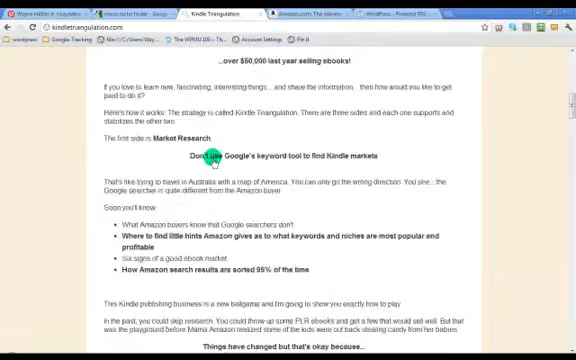 Kindle Triangulation
kindletriangulation.com
wordpress
Google-Tracking
Account Settings
Pin It
...over $50,000 last year selling ebooks!
If you love to learn new, fascinating, interesting things... and share the information... then how would you like to get
paid to do it?
Here's how it works: The strategy is called Kindle Triangulation. There are three sides and each one supports and
stabilizes the other two.
The first side is Market Research.
Don't use Google's keyword tool to find Kindle markets
That's like trying to travel in Australia with a map of America. You can only go the wrong direction. You see... the
Google searcher is quite different from the Amazon buyer.
Soon you'll know:
What Amazon buyers know that Google searchers don't
Where to find little hints Amazon gives as to what keywords and niches are most popular and
profitable
Six signs of a good ebook market
How Amazon search results are sorted 95% of the time
This Kindle publishing business is a new ballgame and I'm going to show you exactly how to play
In the past, you could skip research. You could throw up some PLR ebooks and get a few that would sell well. But that
was the playground before Mama Amazon realized some of the kids were out back stealing candy from her babies
Things have changed but that's okay because...